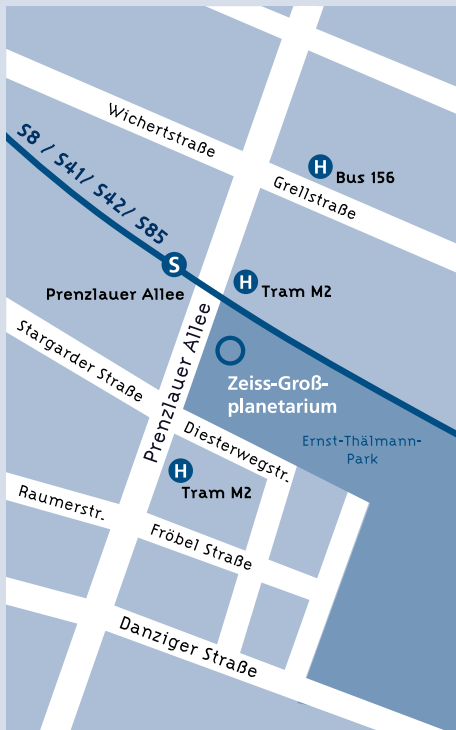 Wichertstraße
S8 / S41/ S42/ S85
H Bus 156
Grellstraße
S
Prenzlauer Allee
H Tram M2
Prenzlauer Allee
Stargarder Straße
Zeiss-Groß-
planetarium
Diesterwegstr.
Ernst-Thälmann-
Park
H
Tram M2
Raumerstr.
Fröbel Straße
Danziger Straße